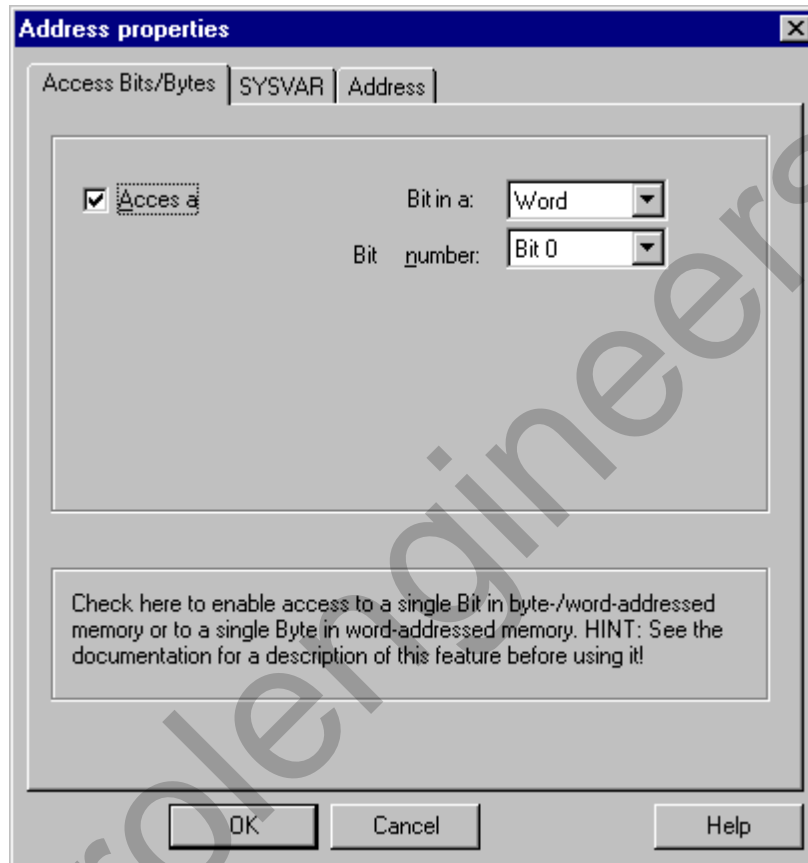 Address properties
Access Bits/Bytes SYSVAR Address
Acces a Bit in a: Word
Bit number: Bit 0
Check here to enable access to a single Bit in byte-/word-addressed
memory or to a single Byte in word-addressed memory. HINT: See the
documentation for a description of this feature before using it!
OK Cancel Help
rolengineers